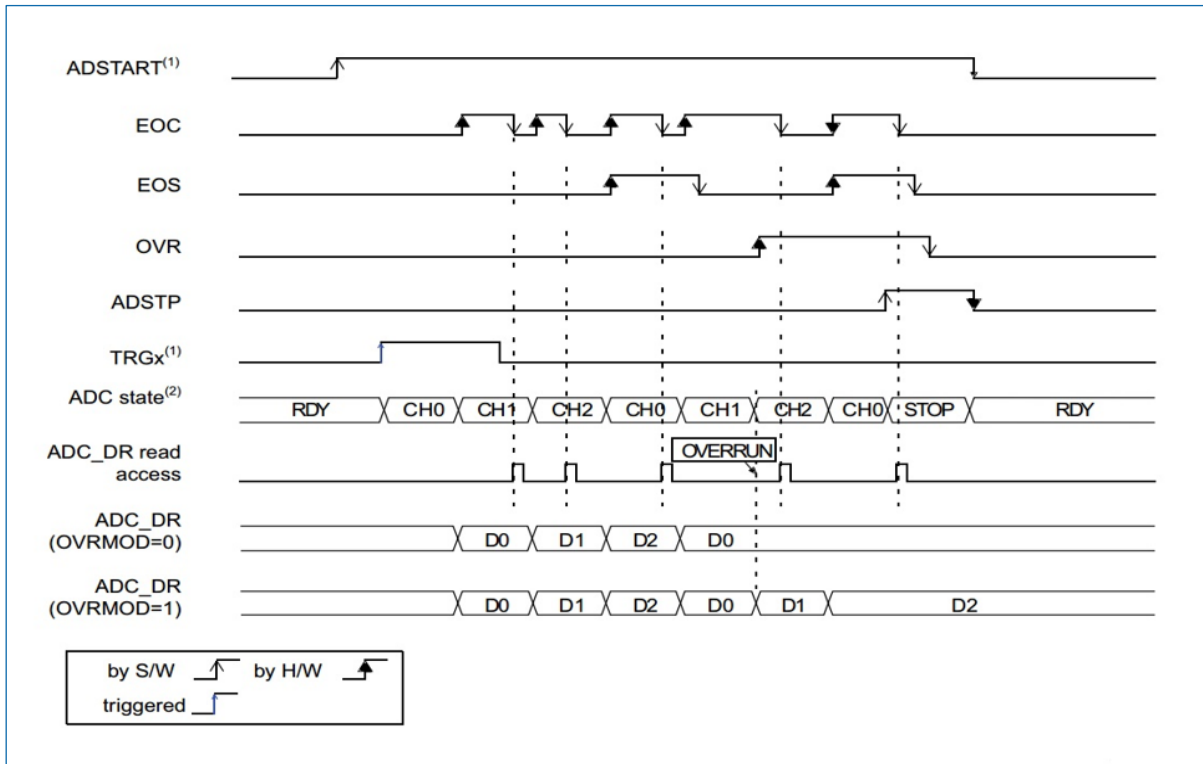 ADSTART(1)
EOC
EOS
OVR
ADSTP
TRGx(1)
ADC state(2)
RDY CH0 CH1 CH2 CH0 CH1 CH2 CH0 STOP RDY
ADC_DR read
access
OVERRUN
ADC_DR
(OVRMOD=0)
D0 D1 D2 D0
ADC_DR
(OVRMOD=1)
D0 D1 D2 D0 D1 D2
by S/W by H/W
triggered